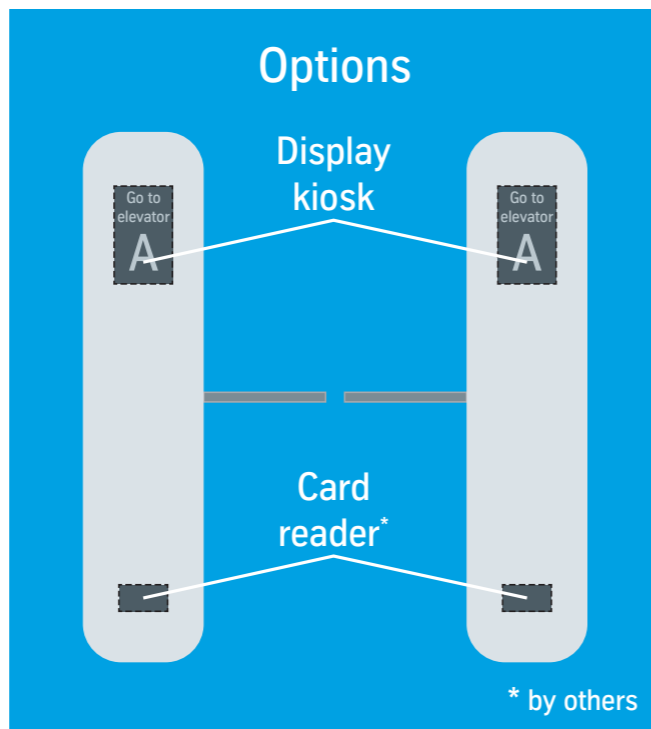 Options
Display
kiosk
Go to
elevator
A
Go to
elevator
A
Card
reader*
* by others